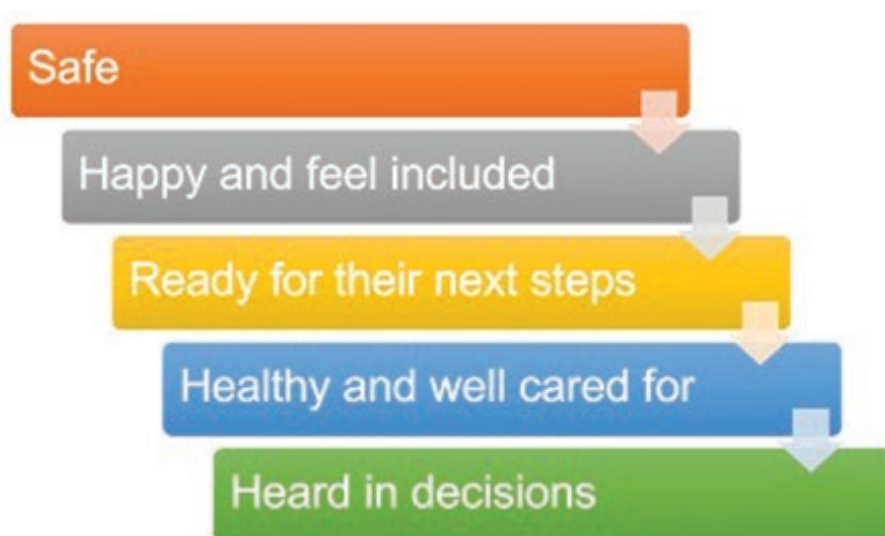 Safe
Happy and feel included
Ready for their next steps
Healthy and well cared for
Heard in decisions